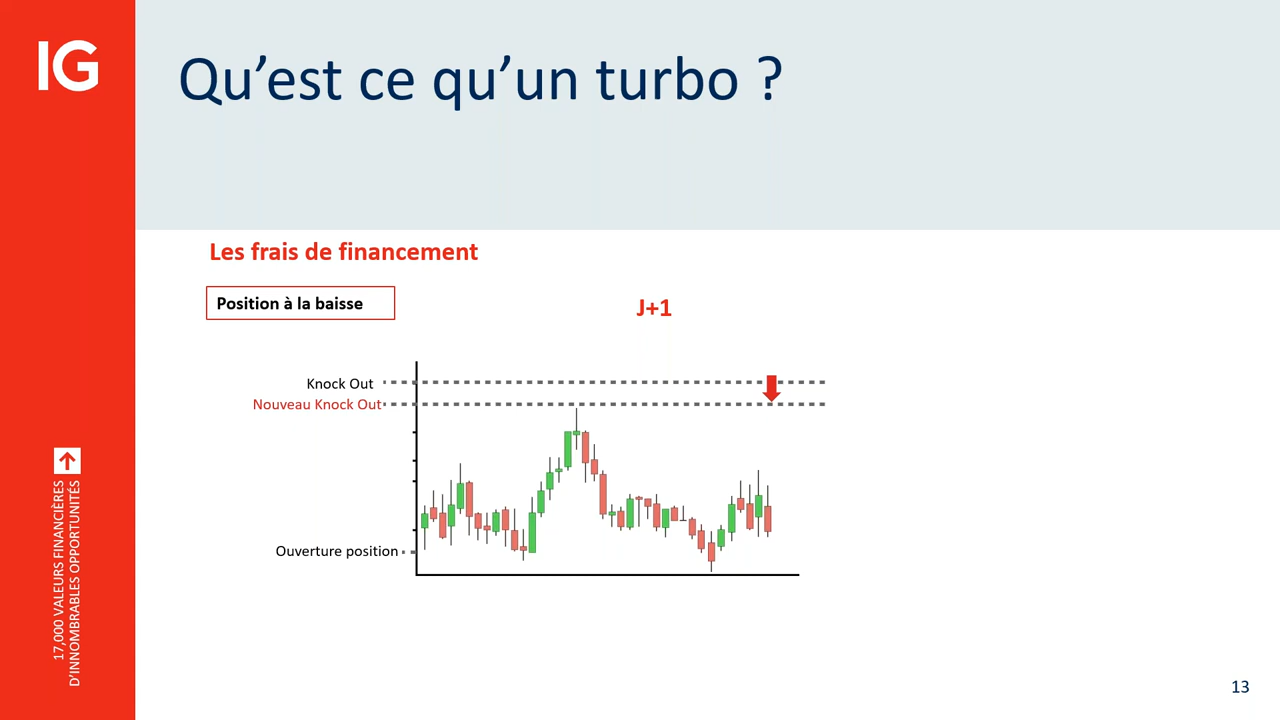 IG
Qu’est ce qu’un turbo ?
Les frais de financement
Position à la baisse
J+1
Knock Out
Nouveau Knock Out
Ouverture position
17,000 VALEURS FINANCIÈRES
D’INNOMBRABLES OPPORTUNITÉS
13